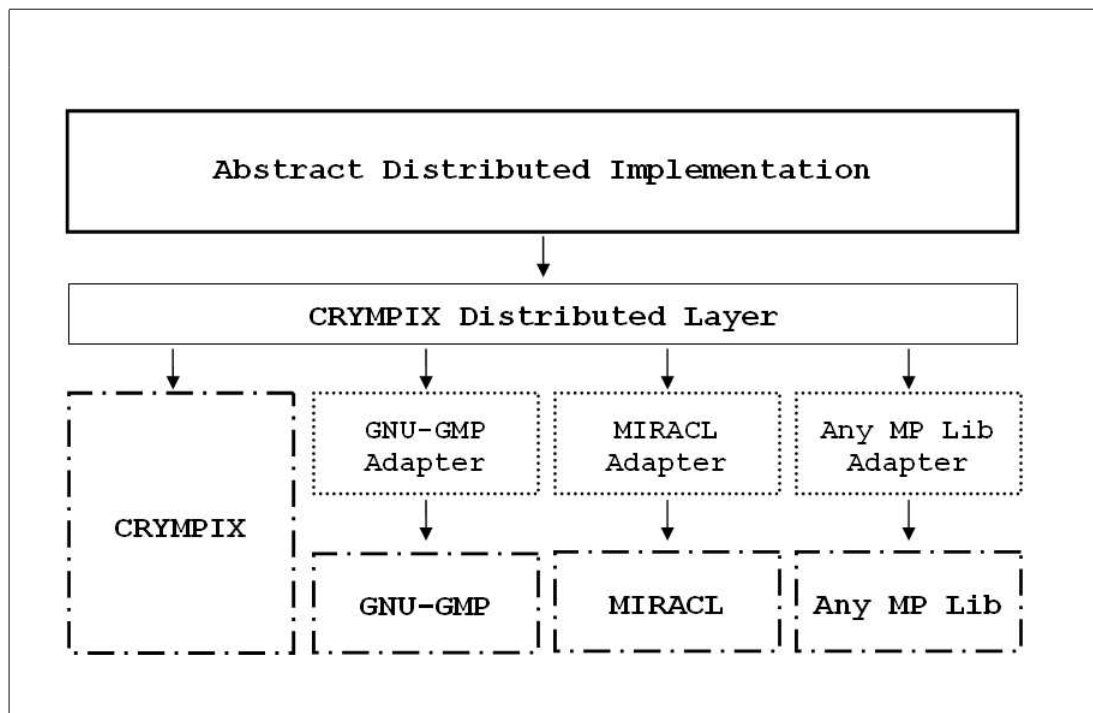 Abstract Distributed Implementation
CRYMPIX Distributed Layer
CRYMPIX
GNU-GMP
Adapter
MIRACL
Adapter
Any MP Lib
Adapter
GNU-GMP
MIRACL
Any MP Lib